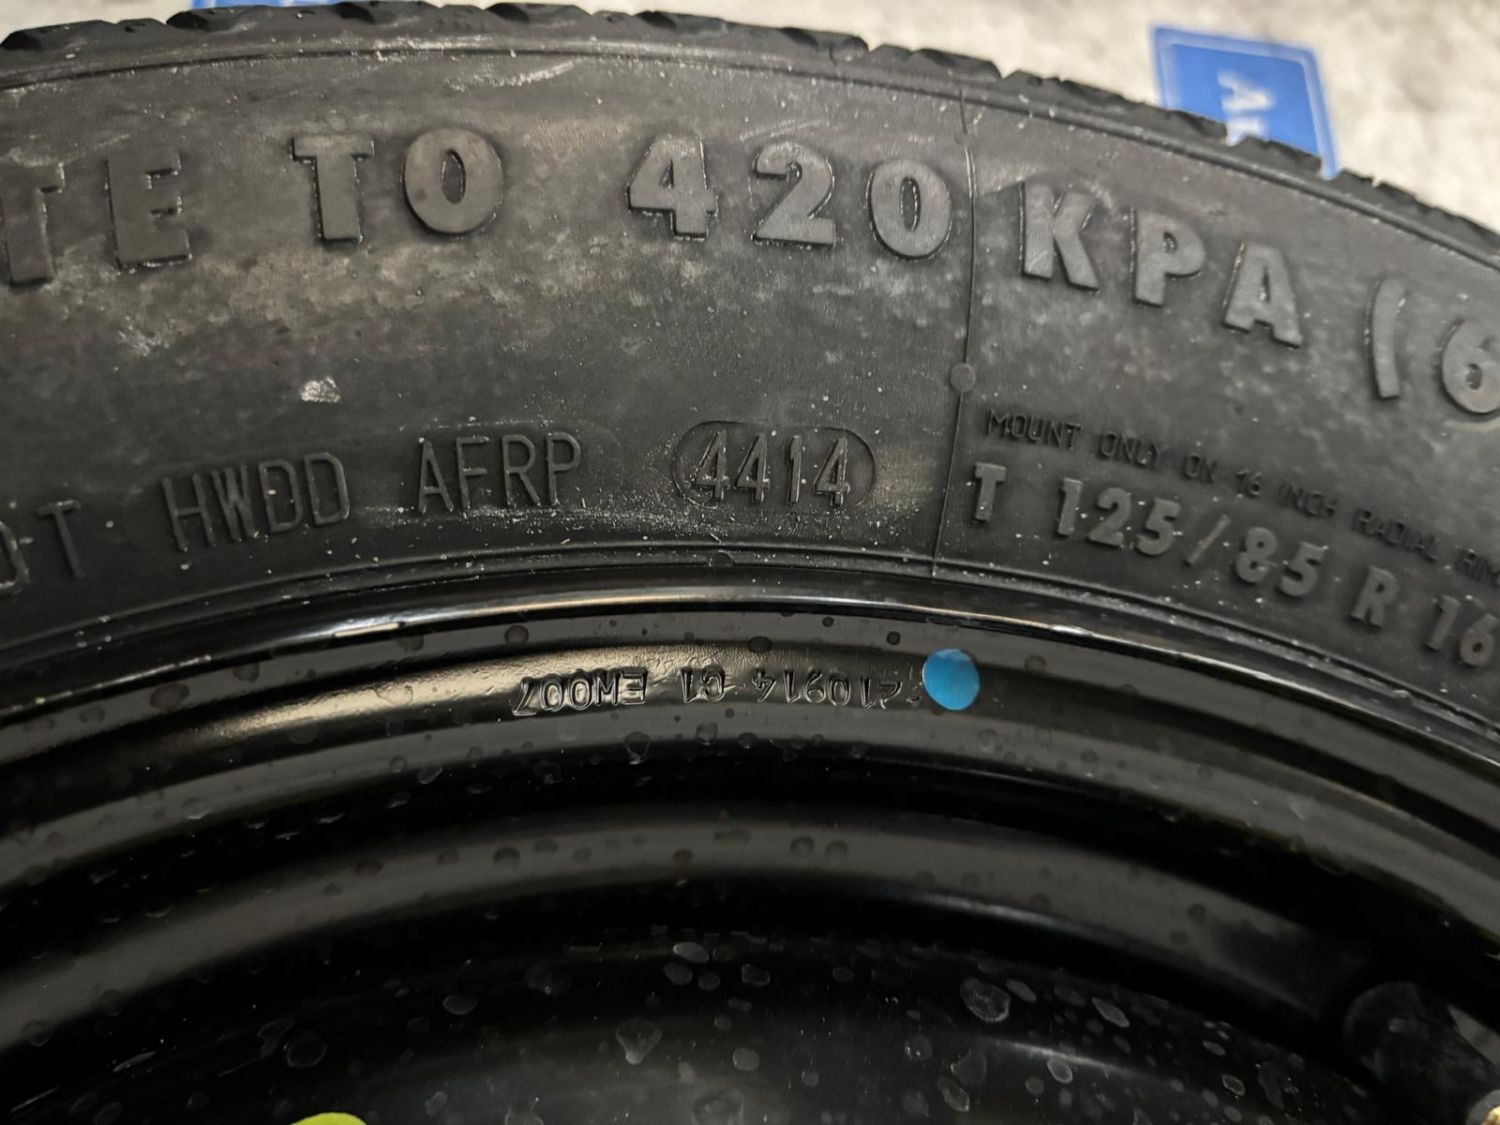 TE TO 420 KPA (6
DOT HWDD AFRP 4414
MOUNT ONLY ON 16 INCH RADIAL RIM
T 125/85 R 16
210914 C1 EM007